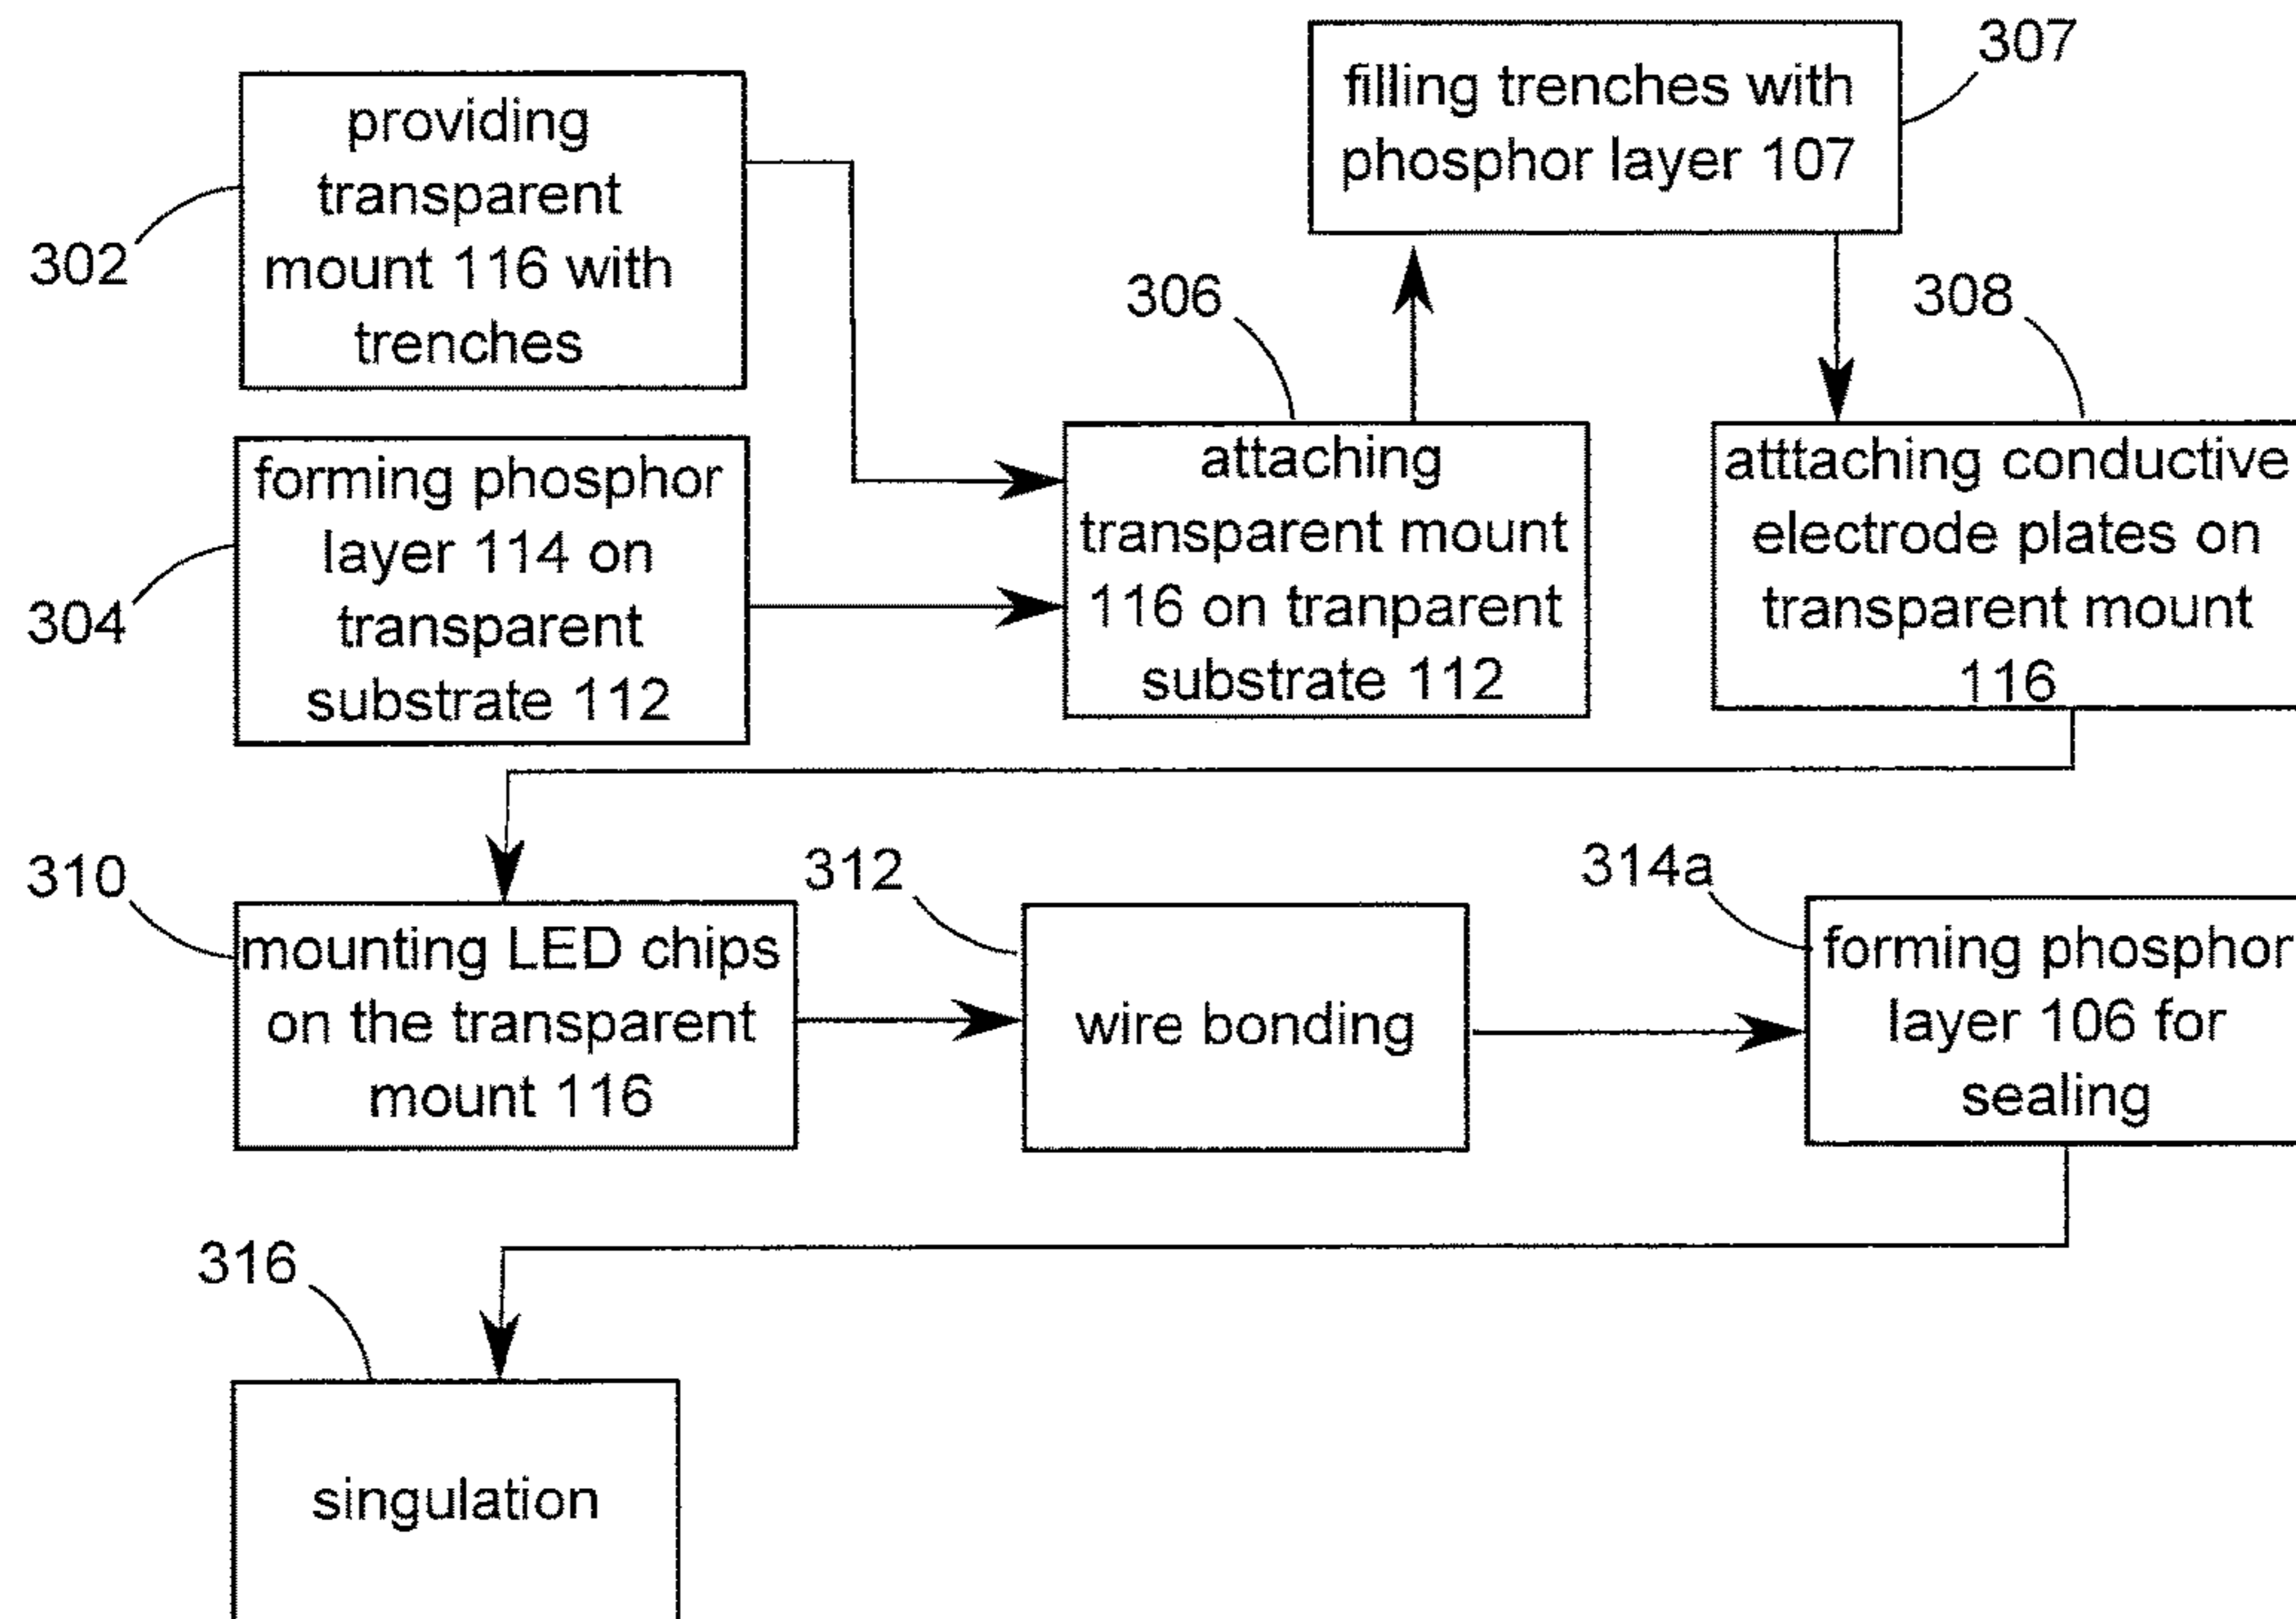 307
filling trenches with
phosphor layer 107
302
providing
transparent
mount 116 with
trenches
304
forming phosphor
layer 114 on
transparent
substrate 112
306
attaching
transparent mount
116 on tranparent
substrate 112
308
atttaching conductive
electrode plates on
transparent mount
116
310
mounting LED chips
on the transparent
mount 116
312
wire bonding
314a
forming phosphor
layer 106 for
sealing
316
singulation